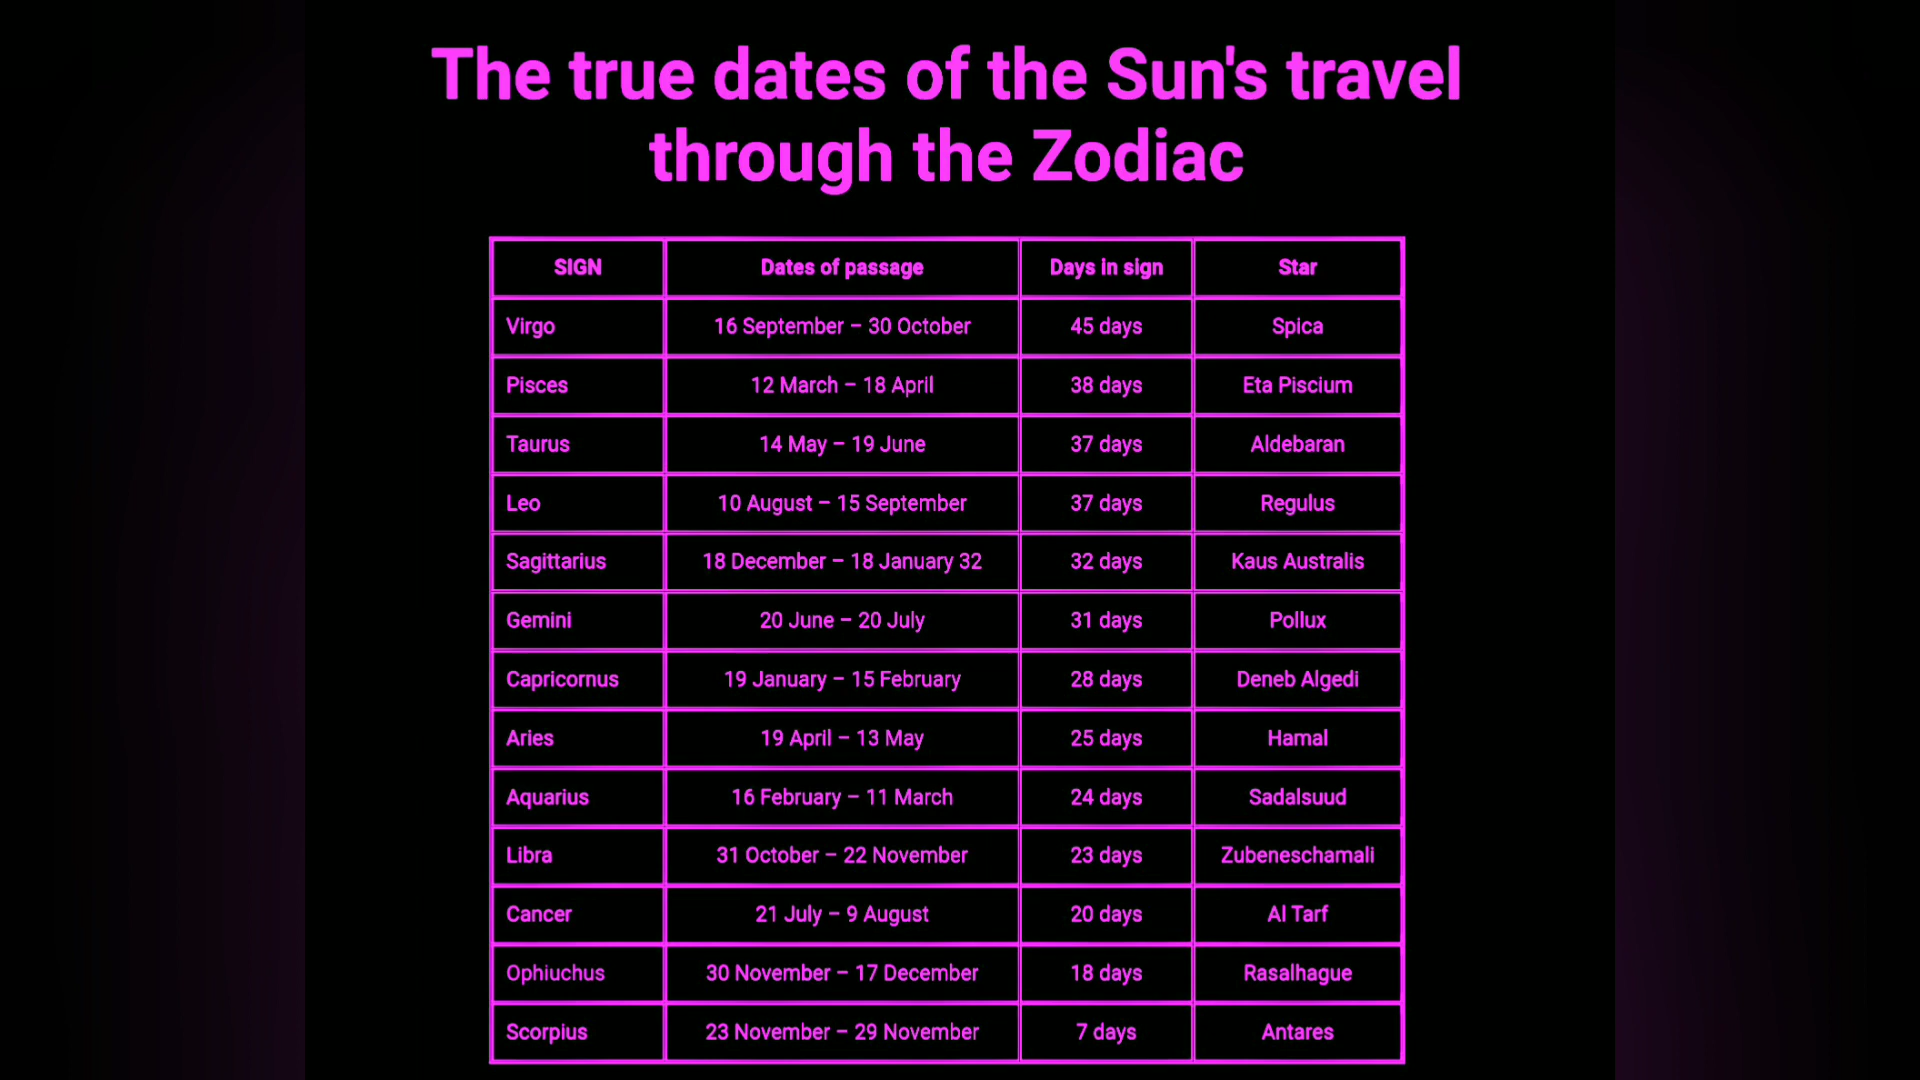 The true dates of the Sun's travel
through the Zodiac
SIGN Dates of passage Days in sign Star
Virgo 16 September – 30 October 45 days Spica
Pisces 12 March – 18 April 38 days Eta Piscium
Taurus 14 May – 19 June 37 days Aldebaran
Leo 10 August – 15 September 37 days Regulus
Sagittarius 18 December – 18 January 32 32 days Kaus Australis
Gemini 20 June – 20 July 31 days Pollux
Capricornus 19 January – 15 February 28 days Deneb Algedi
Aries 19 April – 13 May 25 days Hamal
Aquarius 16 February – 11 March 24 days Sadalsuud
Libra 31 October – 22 November 23 days Zubeneschamali
Cancer 21 July – 9 August 20 days Al Tarf
Ophiuchus 30 November – 17 December 18 days Rasalhague
Scorpius 23 November – 29 November 7 days Antares